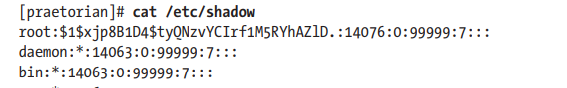 [praetorian]# cat /etc/shadow
root:$1$xjp8B1D4$tyQNzvYCIrf1M5RYhAZlD.:14076:0:99999:7:::
daemon:*:14063:0:99999:7:::
bin:*:14063:0:99999:7:::